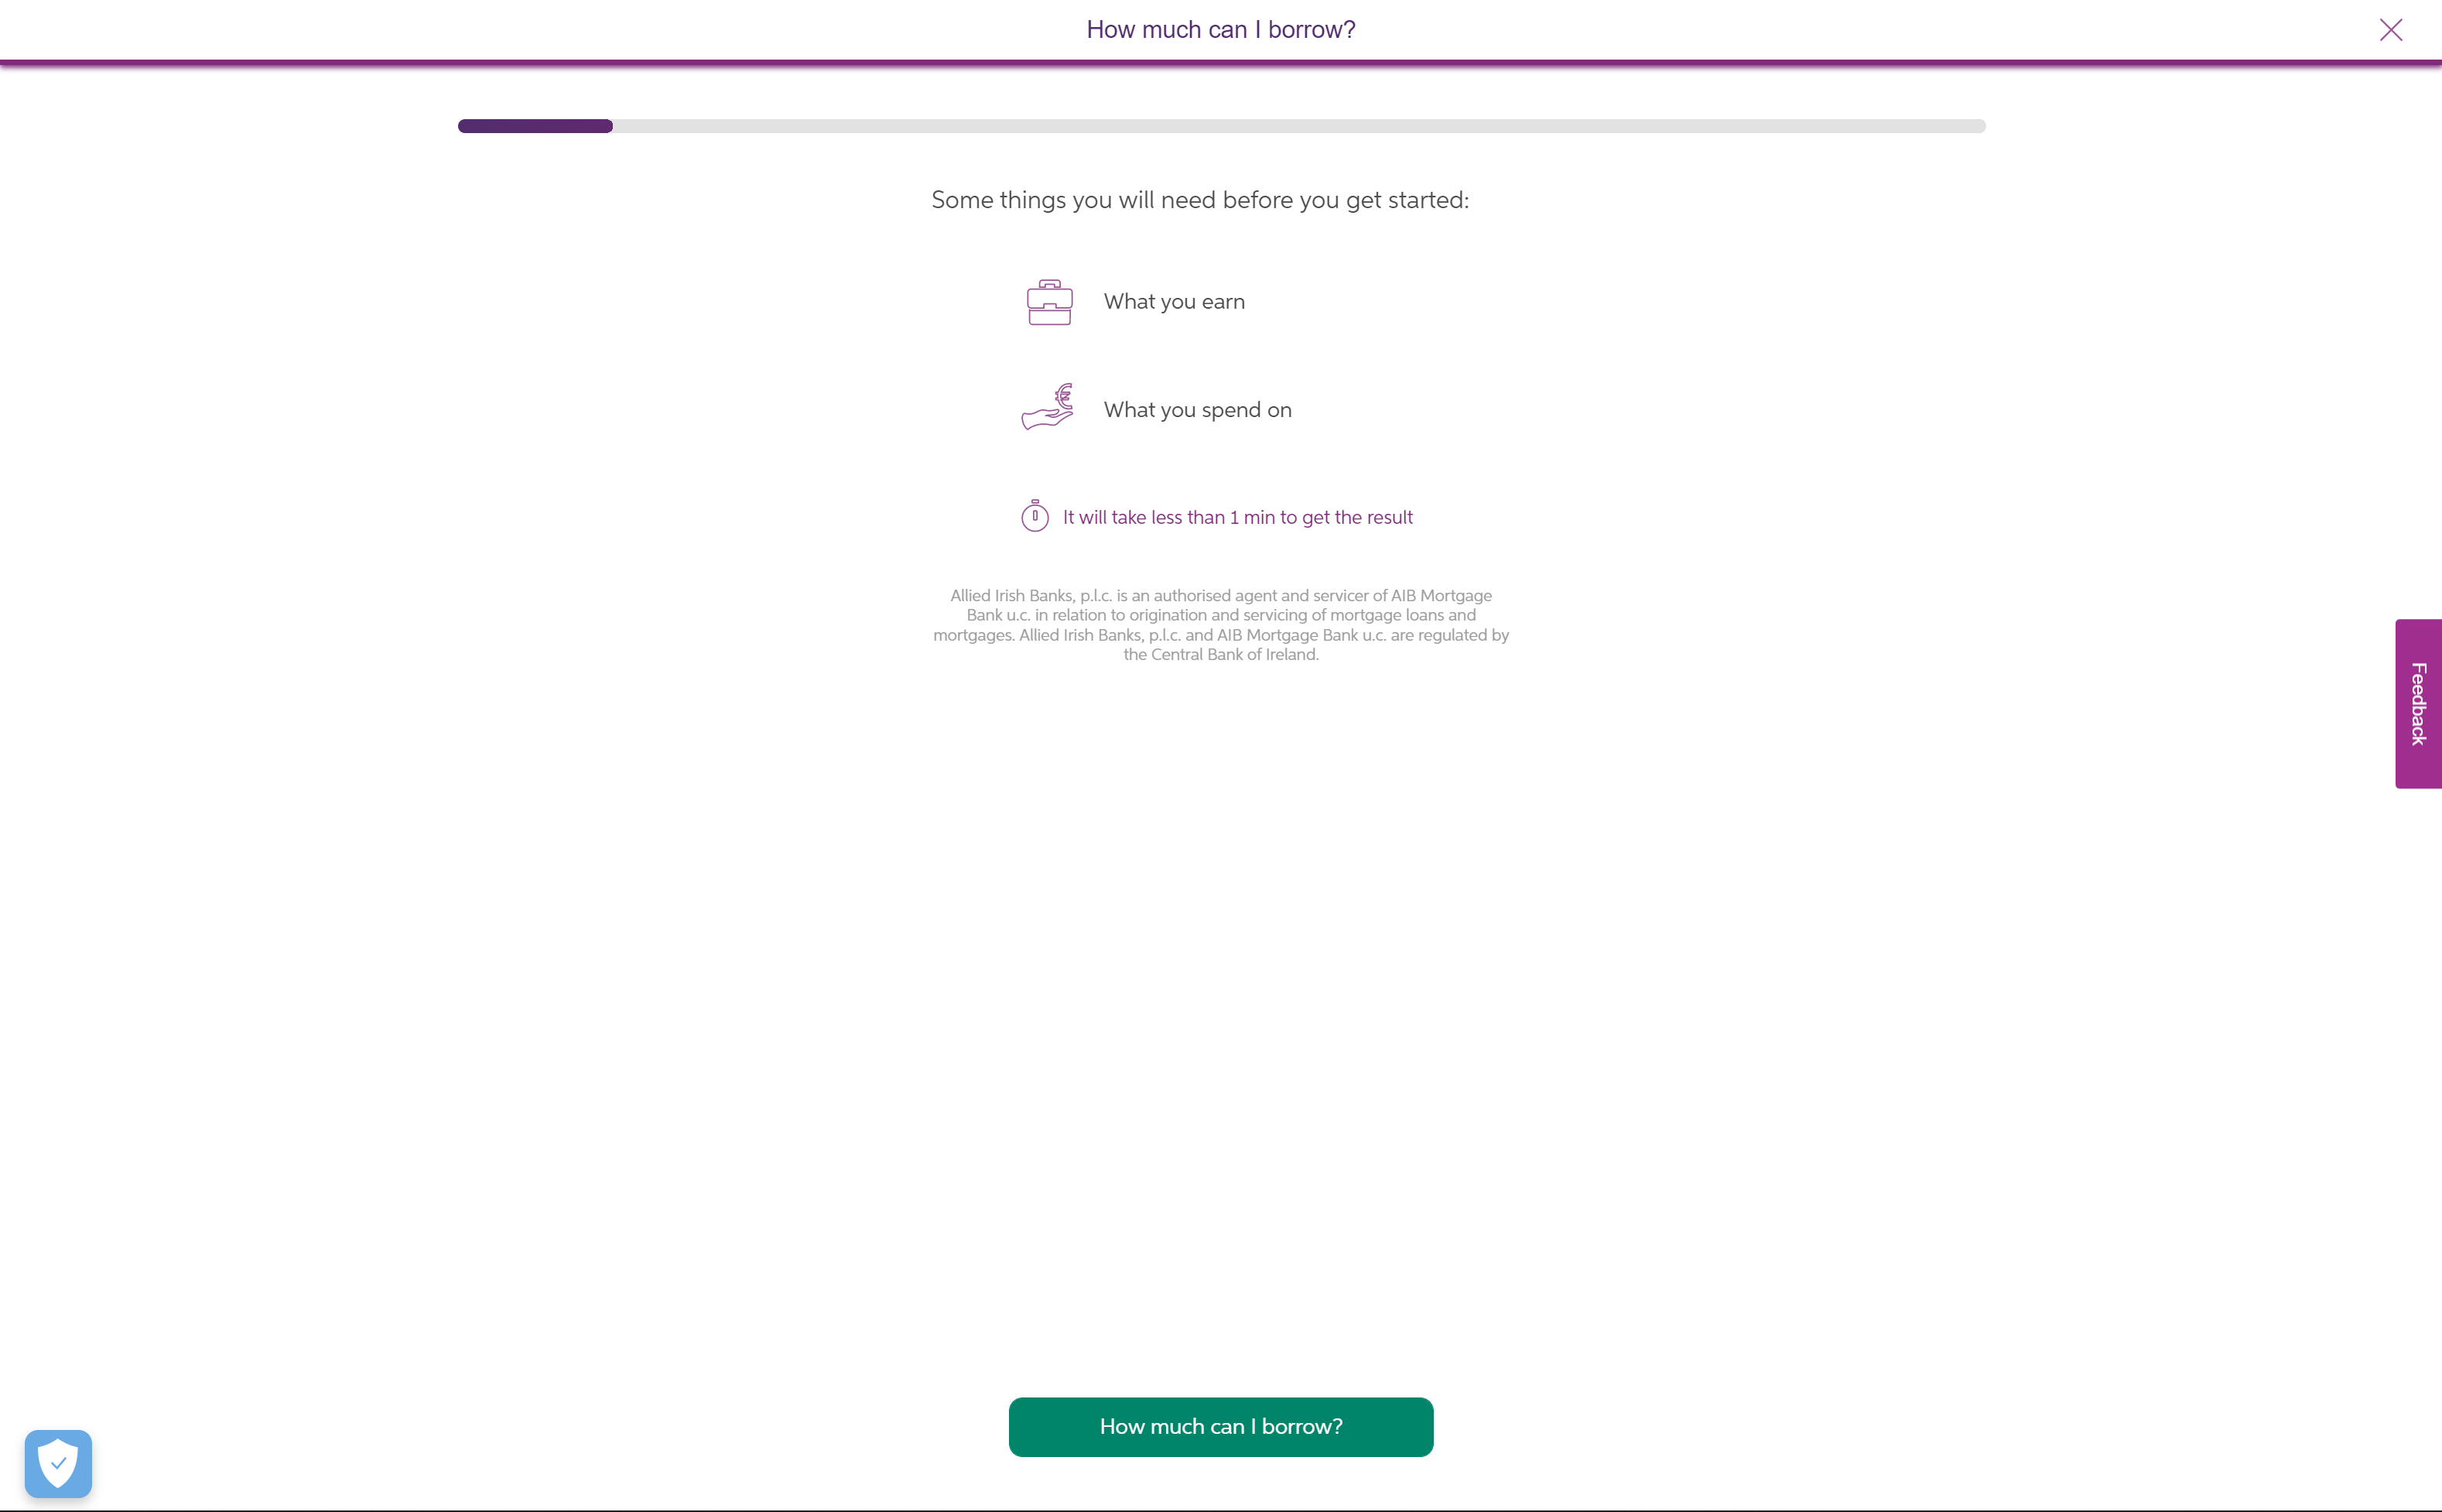 How much can I borrow?
Some things you will need before you get started:
What you earn
What you spend on
It will take less than 1 min to get the result
Allied Irish Banks, p.l.c. is an authorised agent and servicer of AIB Mortgage
Bank u.c. in relation to origination and servicing of mortgage loans and
mortgages. Allied Irish Banks, p.l.c. and AIB Mortgage Bank u.c. are regulated by
the Central Bank of Ireland.
Feedback
How much can I borrow?